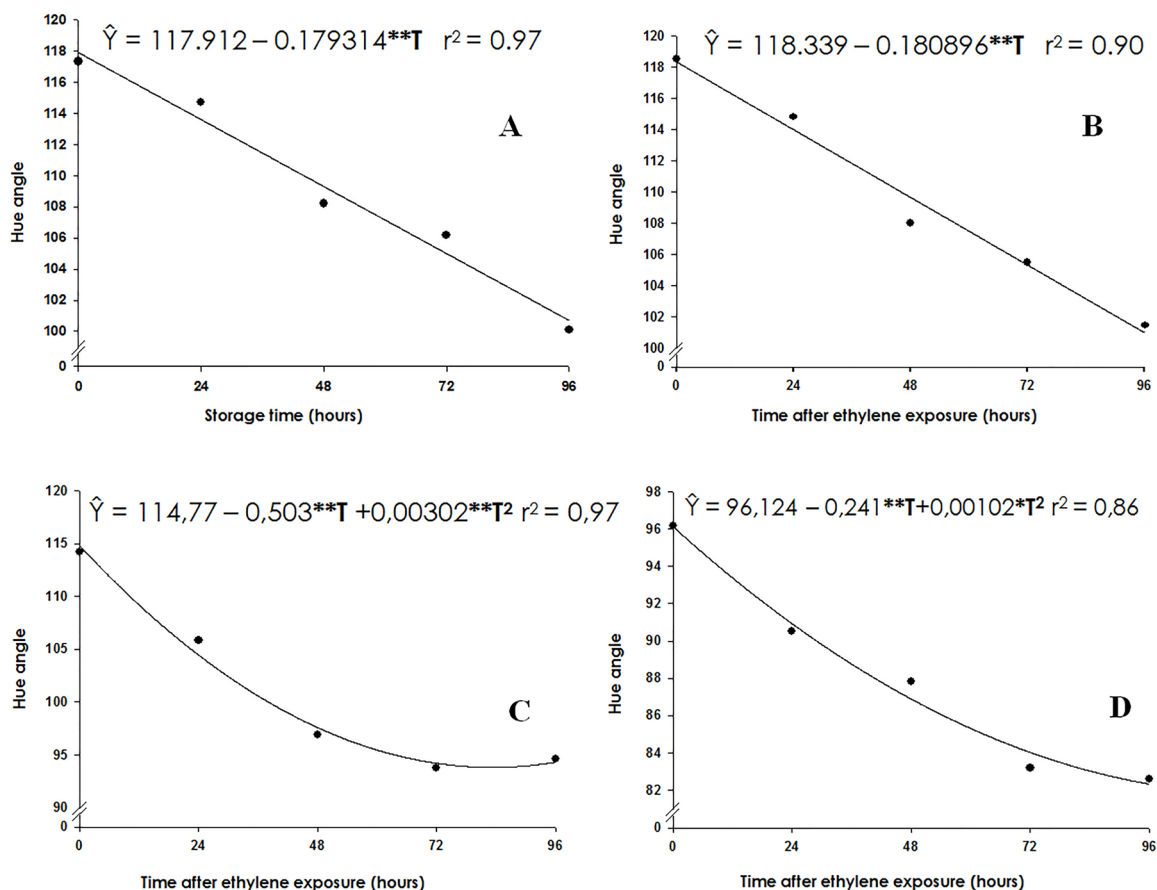 Ŷ = 117.912 – 0.179314**T r² = 0.97
120
118
116
114
112
110
108
106
104
102
100
0
Hue angle
A
0 24 48 72 96
Storage time (hours)
Ŷ = 118.339 – 0.180896**T r² = 0.90
120
118
116
114
112
110
108
106
104
102
100
0
Hue angle
B
0 24 48 72 96
Time after ethylene exposure (hours)
Ŷ = 114,77 – 0,503**T +0,00302**T² r² = 0,97
120
115
110
105
100
95
90
0
Hue angle
C
0 24 48 72 96
Time after ethylene exposure (hours)
Ŷ = 96,124 – 0,241**T+0,00102*T² r² = 0,86
98
96
94
92
90
88
86
84
82
0
Hue angle
D
0 24 48 72 96
Time after ethylene exposure (hours)